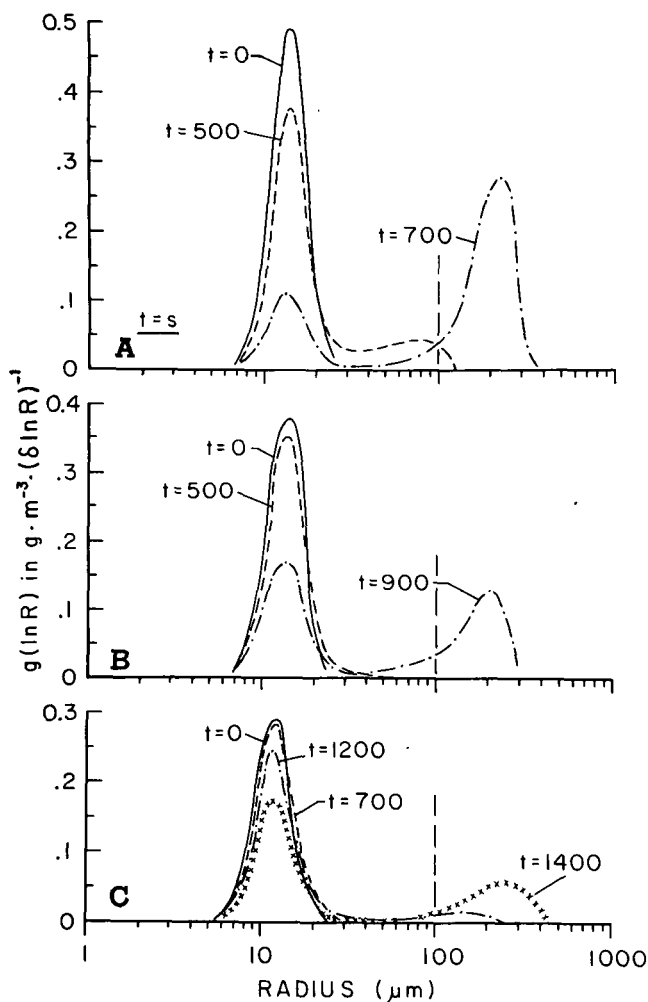 0.5
.4
.3
.2
.1
0
t=0
t=500
t=700
t=s
A
g(lnR) in g·m⁻³·(δlnR)⁻¹
0.4
.3
.2
.1
0
t=0
t=500
t=900
B
0.3
.2
.1
0
t=0
t=1200
t=700
t=1400
C
1 10 100 1000
RADIUS (μm)